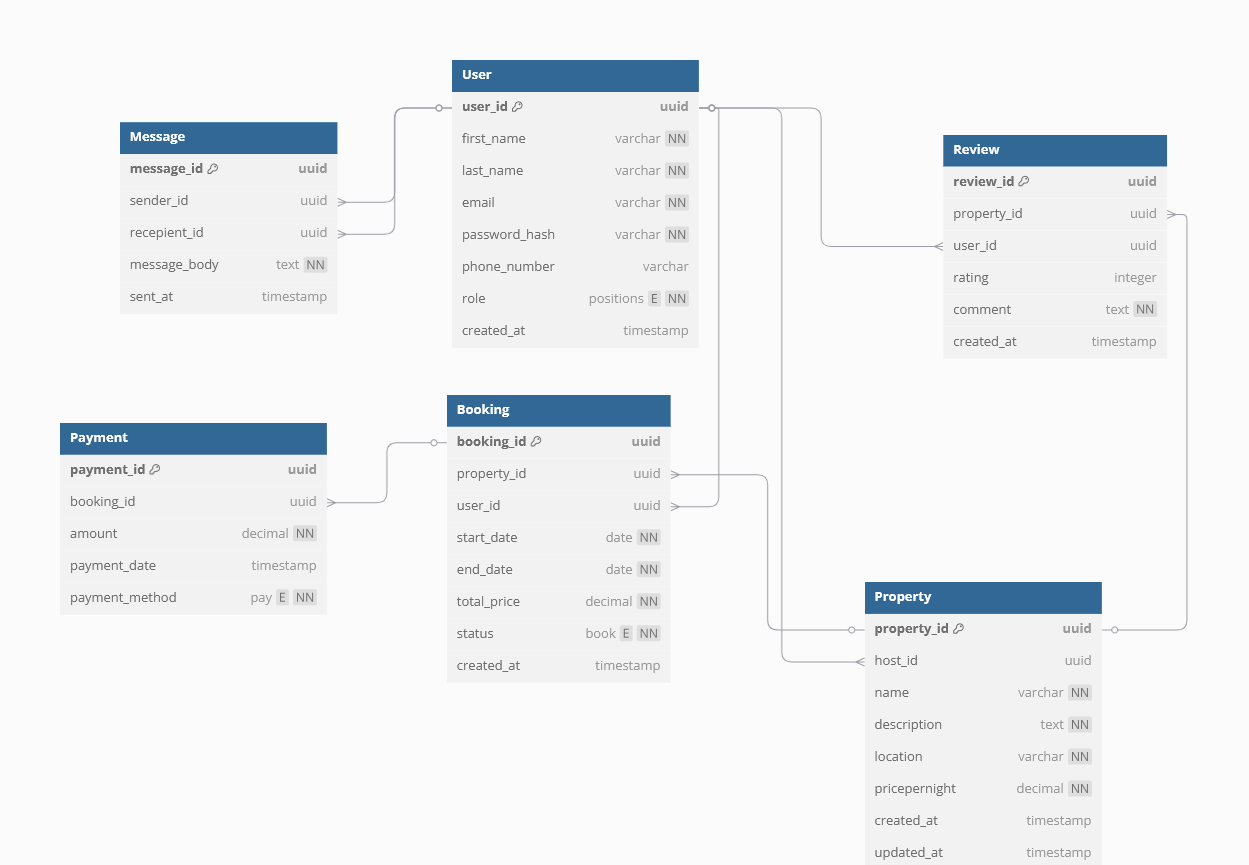 User
user_id uuid
first_name varchar NN
last_name varchar NN
email varchar NN
password_hash varchar NN
phone_number varchar
role positions E NN
created_at timestamp
Message
message_id uuid
sender_id uuid
recepient_id uuid
message_body text NN
sent_at timestamp
Review
review_id uuid
property_id uuid
user_id uuid
rating integer
comment text NN
created_at timestamp
Booking
booking_id uuid
property_id uuid
user_id uuid
start_date date NN
end_date date NN
total_price decimal NN
status book E NN
created_at timestamp
Payment
payment_id uuid
booking_id uuid
amount decimal NN
payment_date timestamp
payment_method pay E NN
Property
property_id uuid
host_id uuid
name varchar NN
description text NN
location varchar NN
pricepernight decimal NN
created_at timestamp
updated_at timestamp